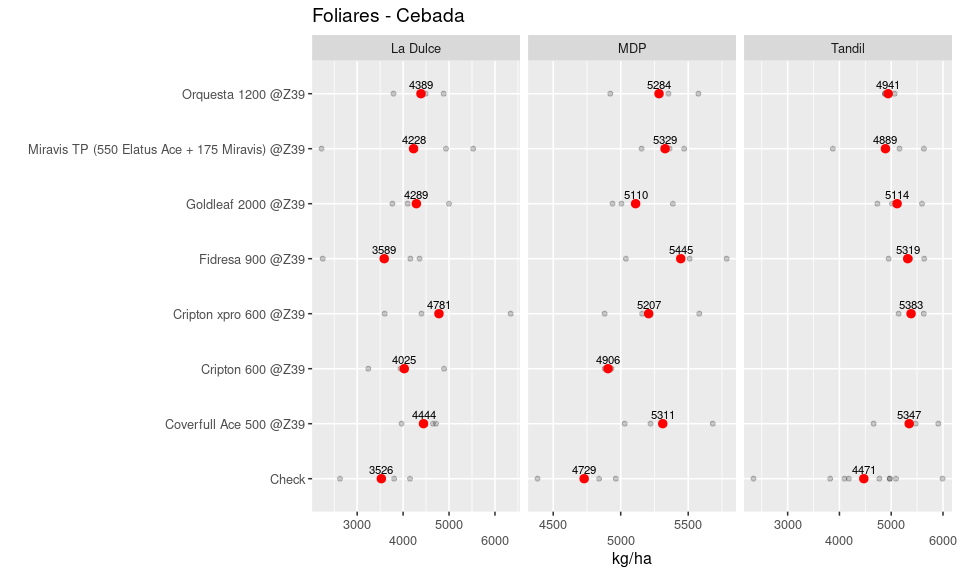 Foliares - Cebada
La Dulce MDP Tandil
Orquesta 1200 @Z39 4389 5284 4941
Miravis TP (550 Elatus Ace + 175 Miravis) @Z39 4228 5329 4889
Goldleaf 2000 @Z39 4289 5110 5114
Fidresa 900 @Z39 3589 5445 5319
Cripton xpro 600 @Z39 4781 5207 5383
Cripton 600 @Z39 4025 4906
Coverfull Ace 500 @Z39 4444 5311 5347
Check 3526 4729 4471
3000 5000 4500 5500 3000 5000
4000 6000 5000 4000 6000
kg/ha